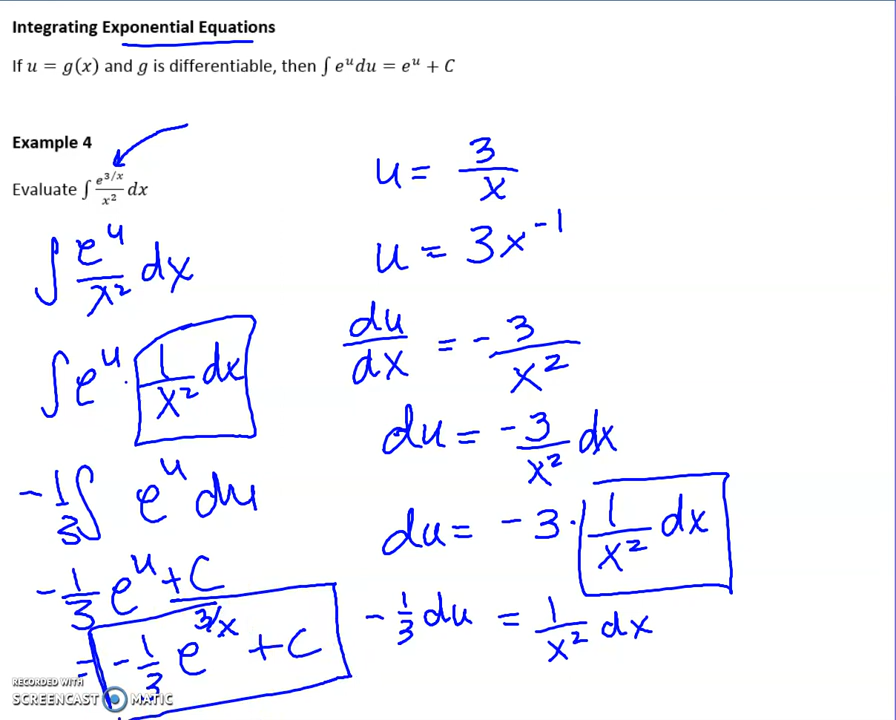 Integrating Exponential Equations
If u = g(x) and g is differentiable, then ∫ e^u du = e^u + C
Example 4
Evaluate ∫ e^(3/x)/x² dx
∫ e^u/x² dx
∫ e^u · 1/x² dx
-1/3 ∫ e^u du
-1/3 e^u + C
= -1/3 e^(3/x) + C
u = 3/x
u = 3x^-1
du/dx = -3/x²
du = -3/x² dx
du = -3 · 1/x² dx
-1/3 du = 1/x² dx
RECORDED WITH
SCREENCAST MATIC